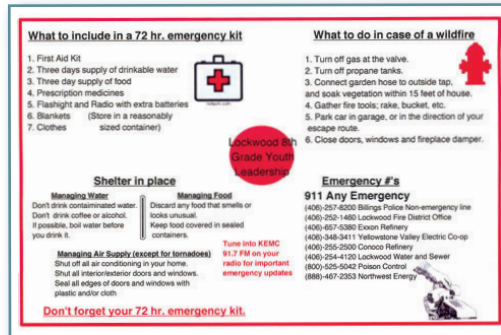 What to include in a 72 hr. emergency kit
1. First Aid Kit
2. Three days supply of drinkable water
3. Three day supply of food
4. Prescription medicines
5. Flashight and Radio with extra batteries
6. Blankets (Store in a reasonably
7. Clothes sized container)
What to do in case of a wildfire
1. Turn off gas at the valve.
2. Turn off propane tanks.
3. Connect garden hose to outside tap,
and soak vegetation within 15 feet of house.
4. Gather fire tools; rake, bucket, etc.
5. Park car in garage, or in the direction of your
escape route.
6. Close doors, windows and fireplace damper.
Lockwood 8th
Grade Youth
Leadership
Shelter in place
Managing Water
Don't drink contaiminated water.
Don't drink coffee or alcohol.
If possible, boil water before
you drink it.
Managing Food
Discard any food that smells or
looks unusual.
Keep food covered in sealed
containers.
Managing Air Supply (except for tornadoes)
Shut off all air conditioning in your home.
Shut all interior/exterior doors and windows.
Seal all edges of doors and windows with
plastic and/or cloth
Tune into KEMC
91.7 FM on your
radio for important
emergency updates
Don't forget your 72 hr. emergency kit.
Emergency #'s
911 Any Emergency
(406)-257-8200 Billings Police Non-emergency line
(406)-252-1460 Lockwood Fire District Office
(406)-657-5380 Exxon Refinery
(406)-348-3411 Yellowstone Valley Electric Co-op
(406)-255-2500 Conoco Refinery
(406)-254-4120 Lockwood Water and Sewer
(800)-525-5042 Poison Control
(888)-467-2353 Northwest Energy